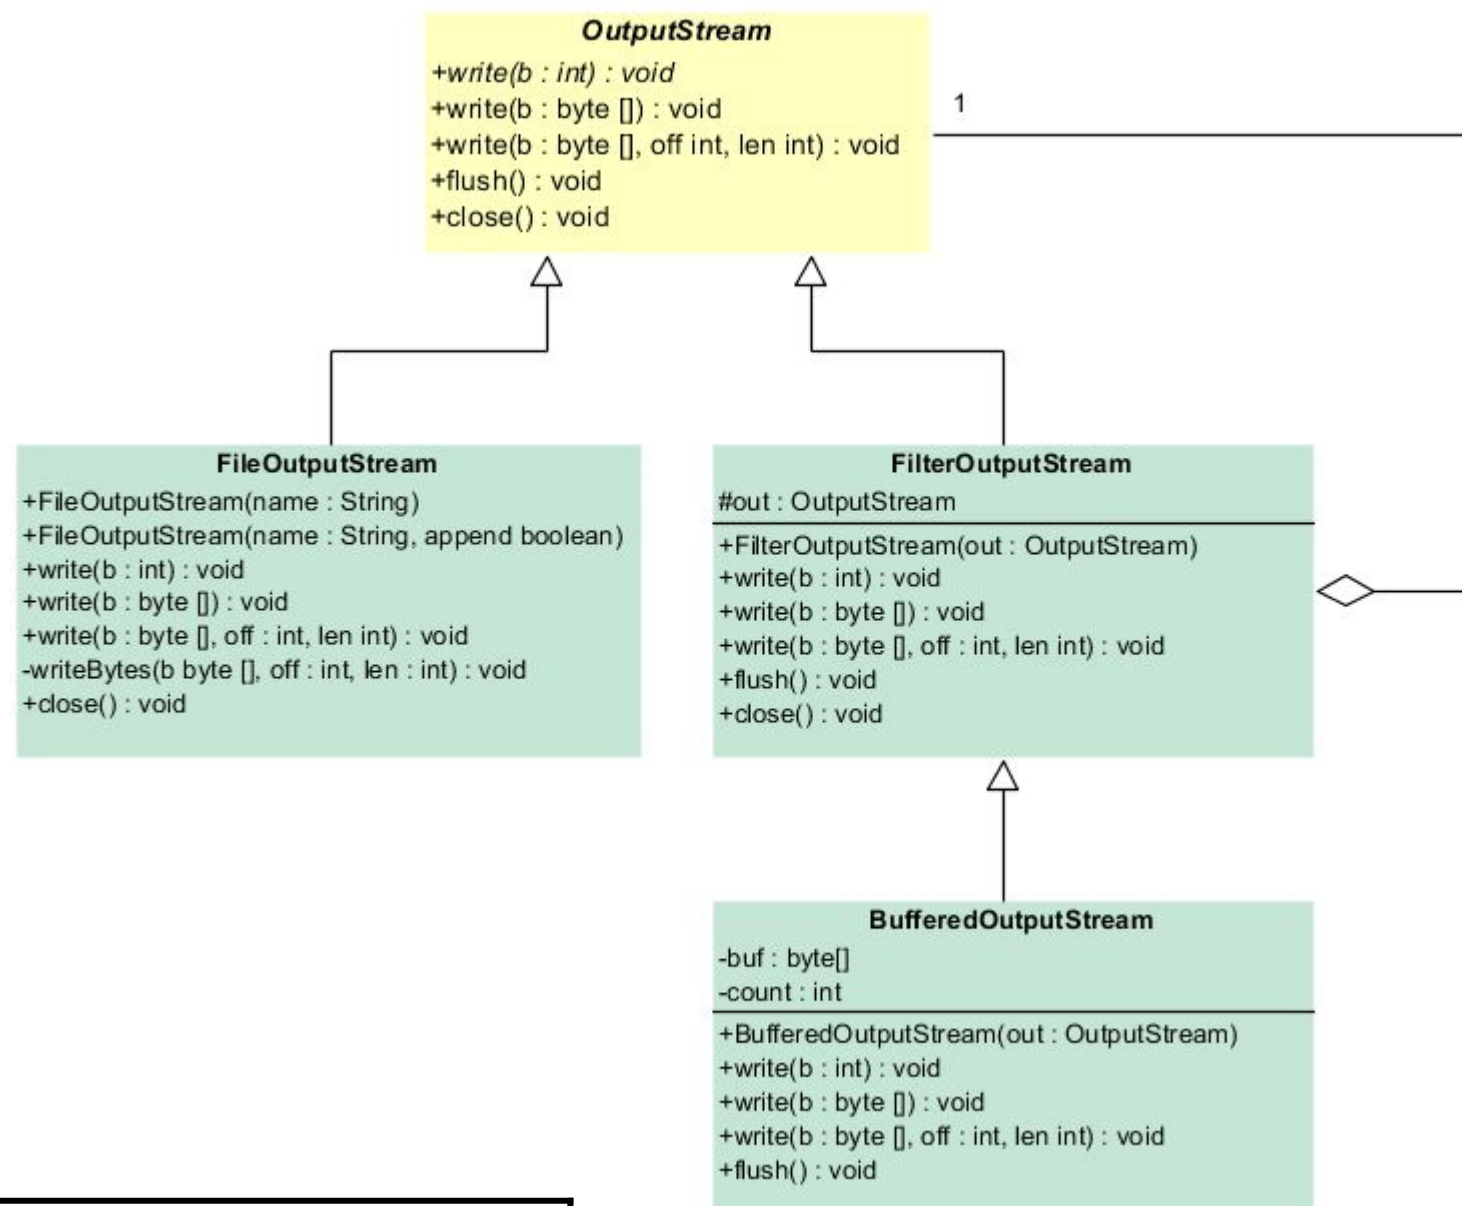 OutputStream
+write(b : int) : void
+write(b : byte []) : void
+write(b : byte [], off int, len int) : void
+flush() : void
+close() : void
1
FileOutputStream
+FileOutputStream(name : String)
+FileOutputStream(name : String, append boolean)
+write(b : int) : void
+write(b : byte []) : void
+write(b : byte [], off : int, len int) : void
-writeBytes(b byte [], off : int, len : int) : void
+close() : void
FilterOutputStream
#out : OutputStream
+FilterOutputStream(out : OutputStream)
+write(b : int) : void
+write(b : byte []) : void
+write(b : byte [], off : int, len int) : void
+flush() : void
+close() : void
BufferedOutputStream
-buf : byte[]
-count : int
+BufferedOutputStream(out : OutputStream)
+write(b : int) : void
+write(b : byte []) : void
+write(b : byte [], off : int, len int) : void
+flush() : void